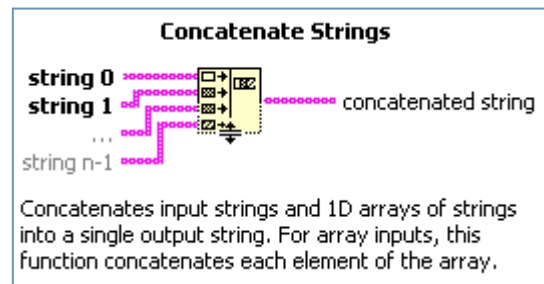 Concatenate Strings
string 0
string 1
...
string n-1
concatenated string
Concatenates input strings and 1D arrays of strings
into a single output string. For array inputs, this
function concatenates each element of the array.